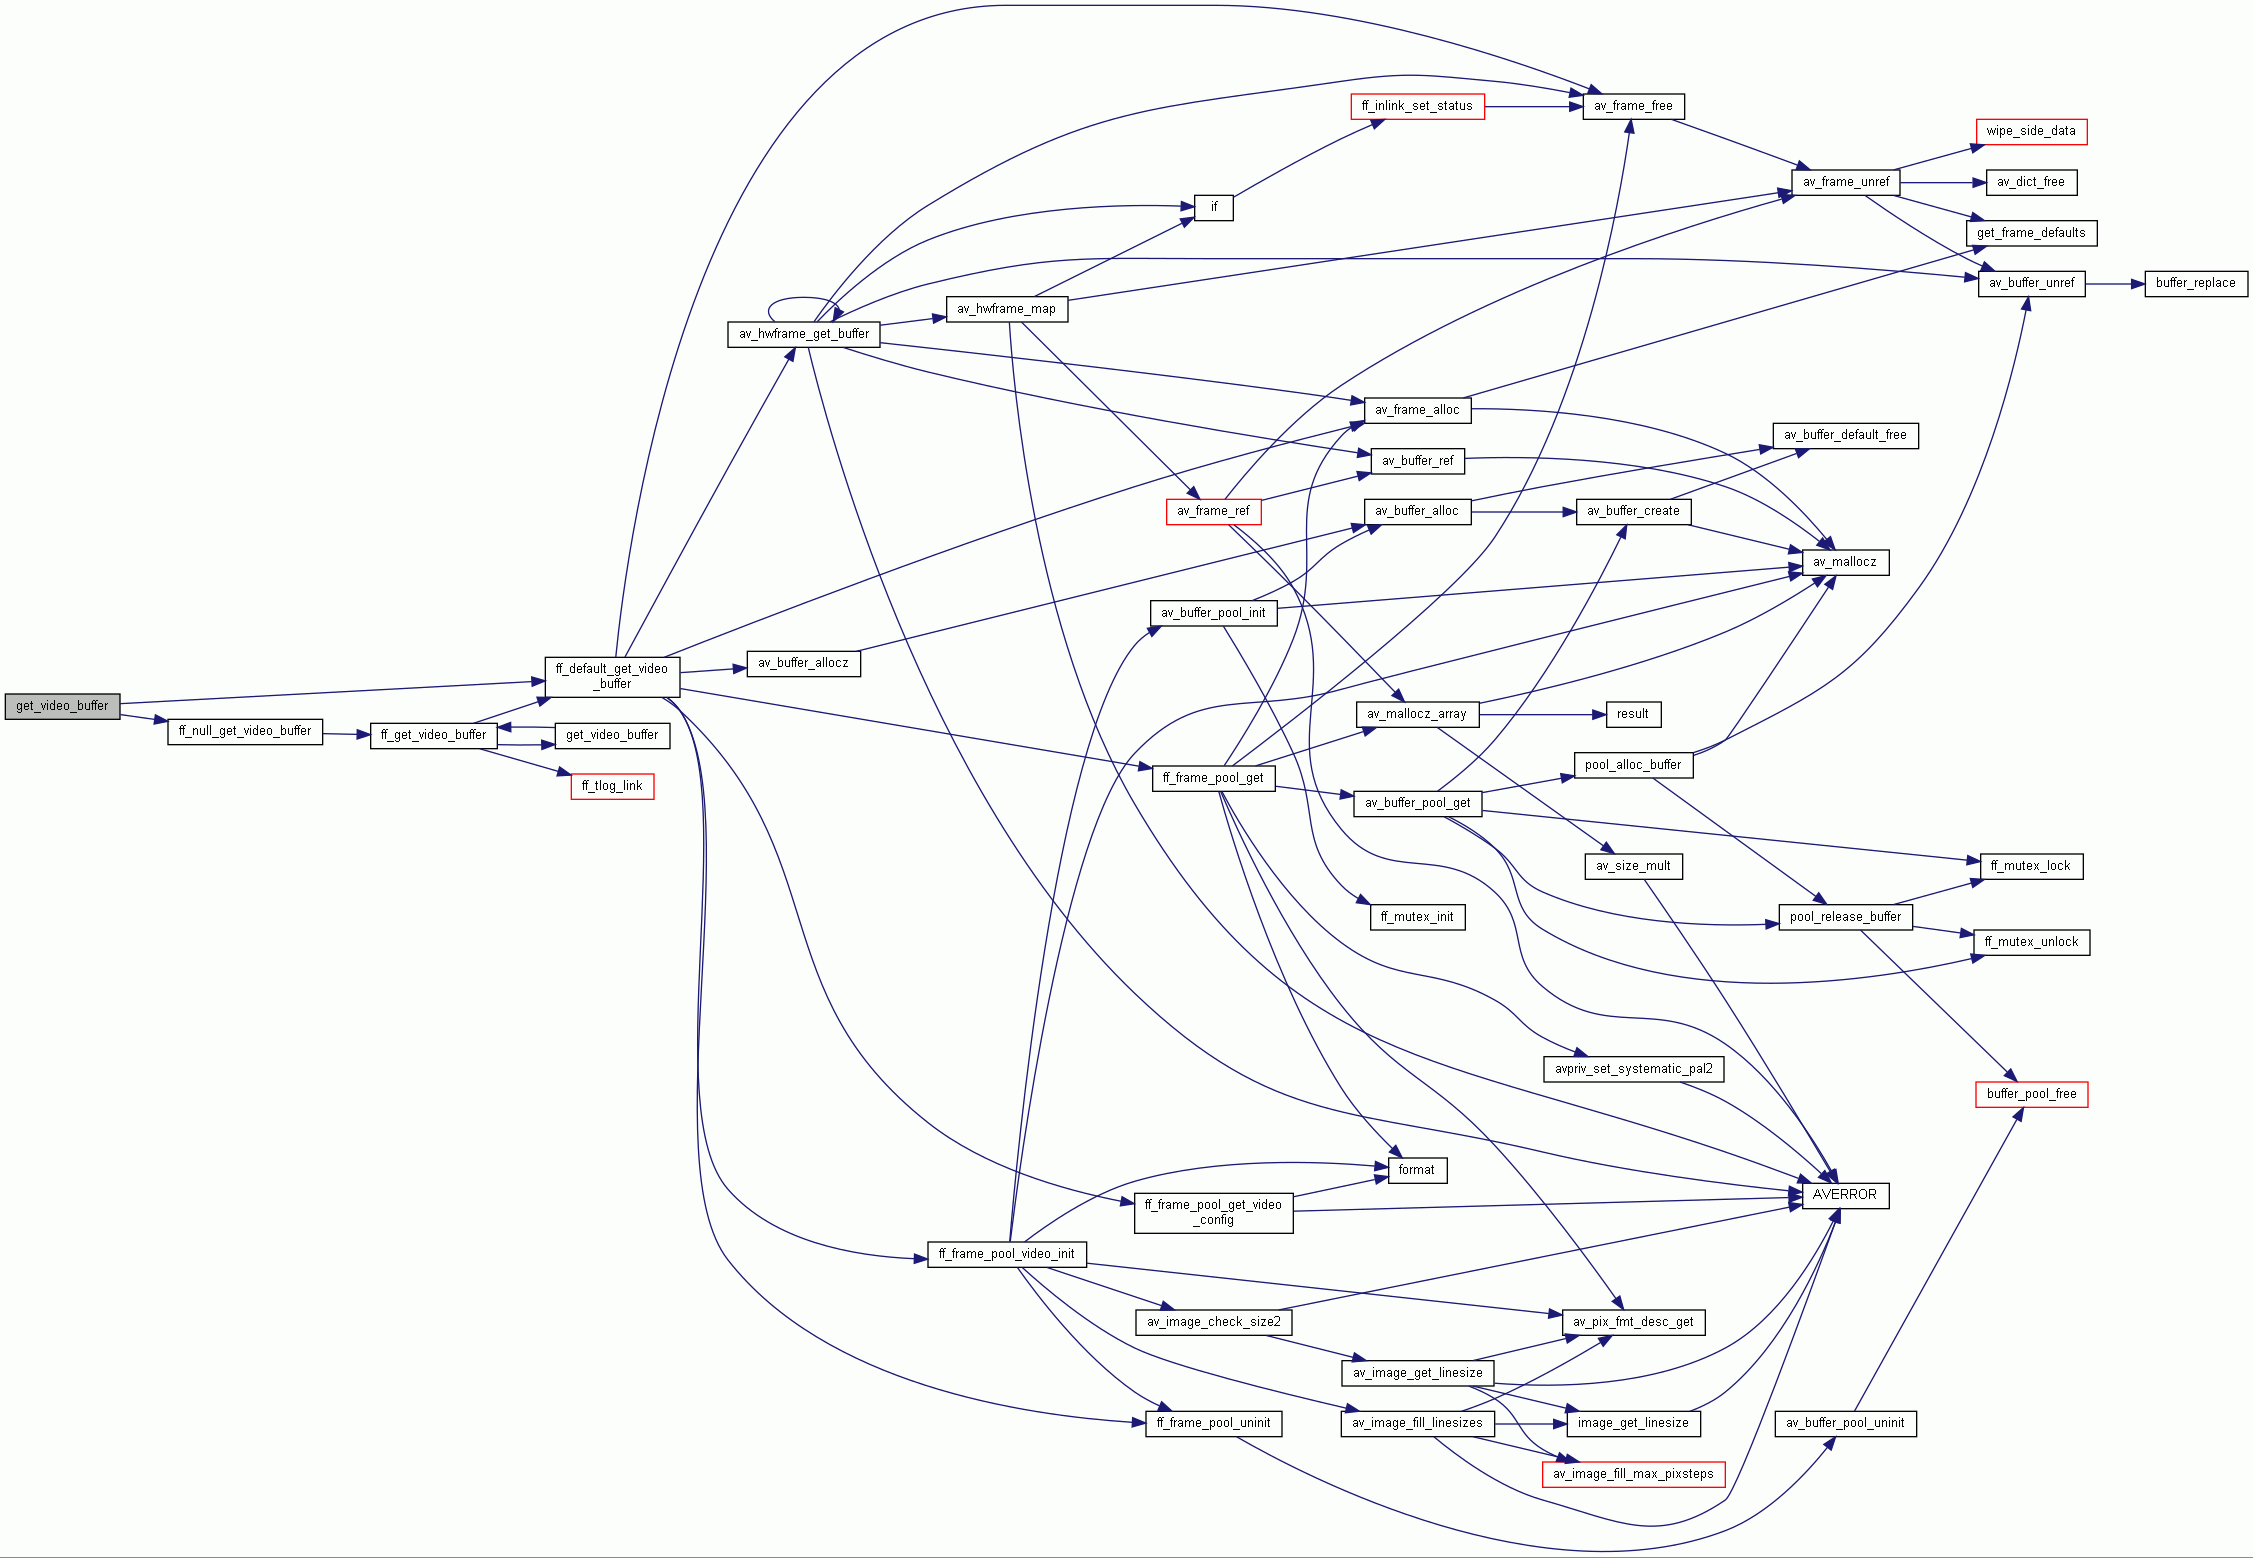 get_video_buffer
ff_null_get_video_buffer
ff_get_video_buffer
ff_default_get_video
_buffer
get_video_buffer
ff_tlog_link
av_hwframe_get_buffer
av_buffer_allocz
av_hwframe_map
ff_frame_pool_video_init
if
av_frame_ref
av_buffer_pool_init
ff_frame_pool_get
ff_frame_pool_get_video
_config
av_image_check_size2
ff_frame_pool_uninit
ff_inlink_set_status
av_frame_alloc
av_buffer_ref
av_buffer_alloc
av_mallocz_array
av_buffer_pool_get
ff_mutex_init
format
av_image_get_linesize
av_image_fill_linesizes
av_frame_free
av_buffer_create
result
pool_alloc_buffer
av_size_mult
avpriv_set_systematic_pal2
av_pix_fmt_desc_get
image_get_linesize
av_image_fill_max_pixsteps
av_frame_unref
av_buffer_default_free
av_mallocz
pool_release_buffer
AVERROR
av_buffer_pool_uninit
wipe_side_data
av_dict_free
get_frame_defaults
av_buffer_unref
ff_mutex_lock
ff_mutex_unlock
buffer_pool_free
buffer_replace